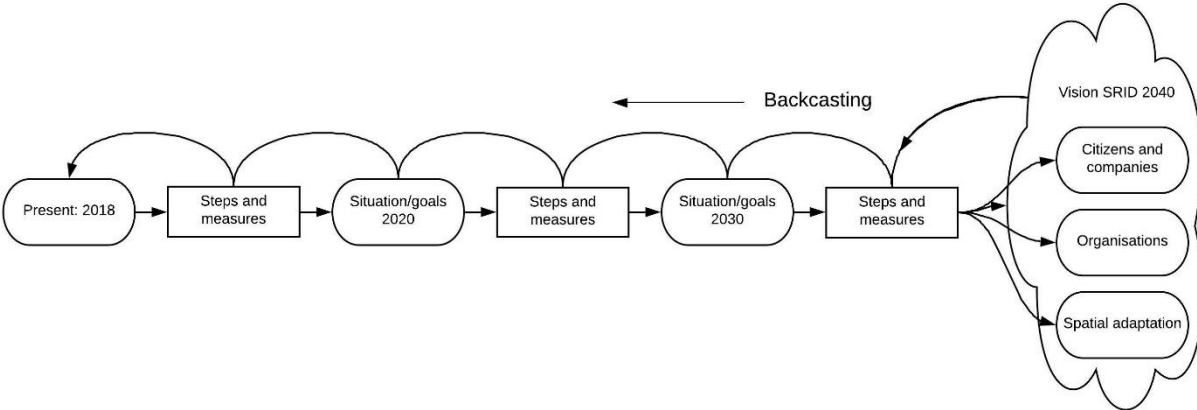 Backcasting
Vision SRID 2040
Present: 2018
Steps and
measures
Situation/goals
2020
Steps and
measures
Situation/goals
2030
Steps and
measures
Citizens and
companies
Organisations
Spatial adaptation